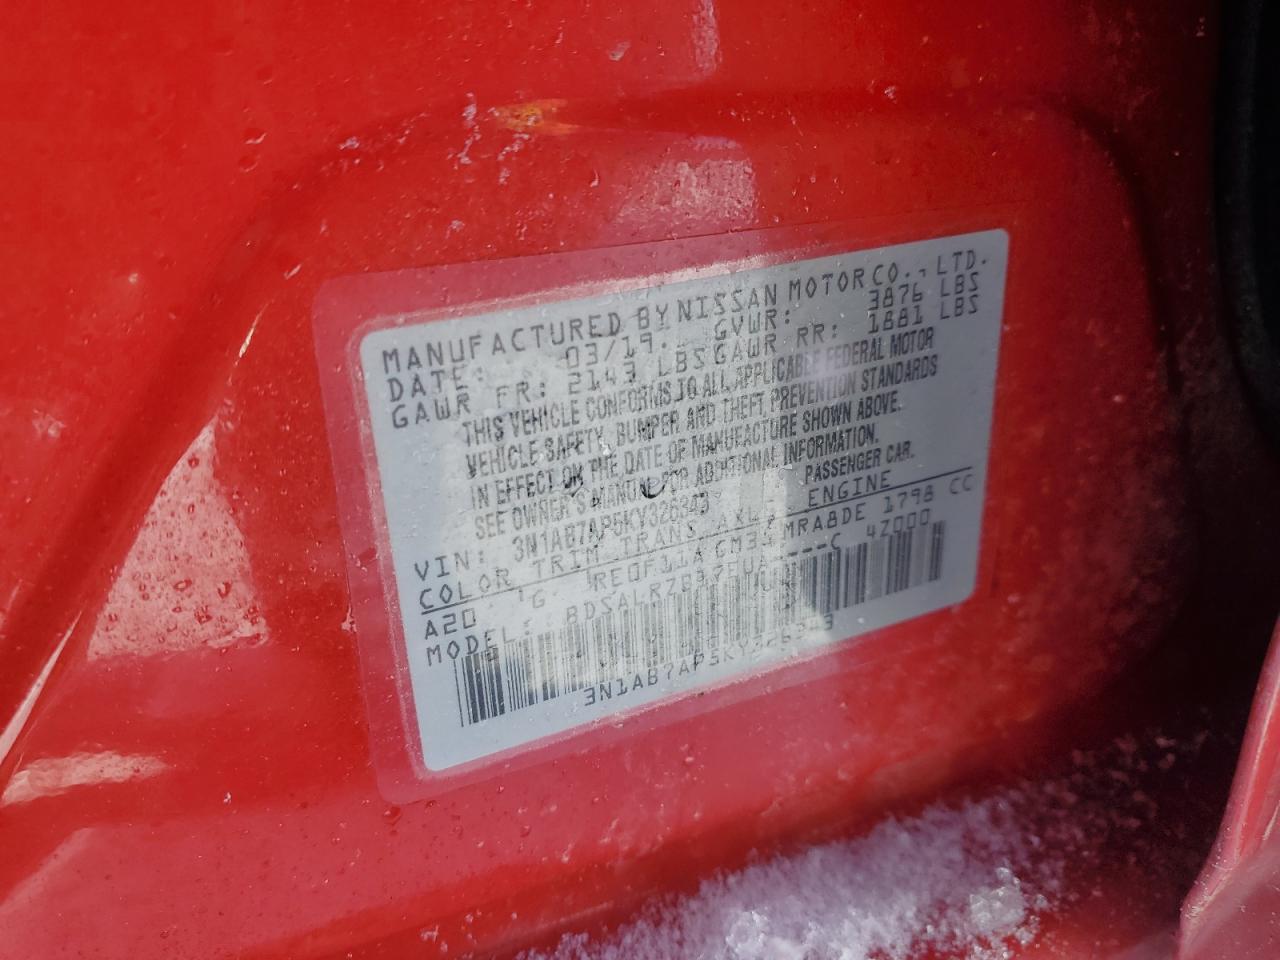 MANUFACTURED BY NISSAN MOTOR CO., LTD.
DATE: 03/19. GVWR: 3876 LBS
GAWR FR: 2143 LBS GAWR RR: 1881 LBS
THIS VEHICLE CONFORMS TO ALL APPLICABLE FEDERAL MOTOR
VEHICLE SAFETY, BUMPER AND THEFT PREVENTION STANDARDS
IN EFFECT ON THE DATE OF MANUFACTURE SHOWN ABOVE.
SEE OWNER'S MANUAL FOR ADDITIONAL INFORMATION.
VIN: 3N1AB7AP5KY326343 PASSENGER CAR.
COLOR TRIM TRANS AXLE ENGINE
A20 G RE0F11A MRA8DE 1798 CC
MODEL: ----C 4Z000
3N1AB7AP5KY326343